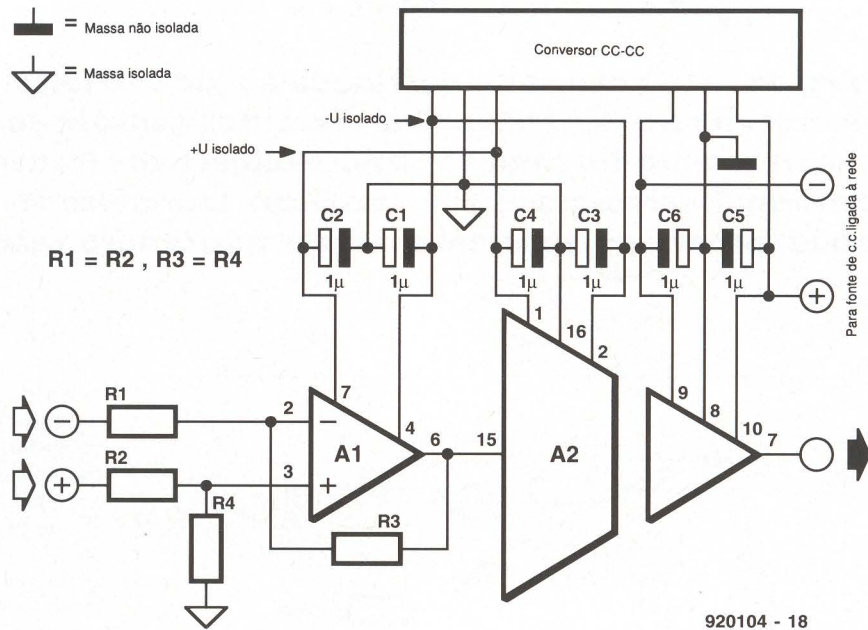 = Massa não isolada
= Massa isolada
Conversor CC-CC
-U isolado
+U isolado
C2 C1 C4 C3 C6 C5
1µ 1µ 1µ 1µ 1µ 1µ
R1 = R2 , R3 = R4
Para fonte de c.c.ligada à rede
− +
1 16 2
7 4
9 8 10
R1
− 2 −
A1 6 15 A2 7
R2
+ 3 +
R4
R3
920104 - 18